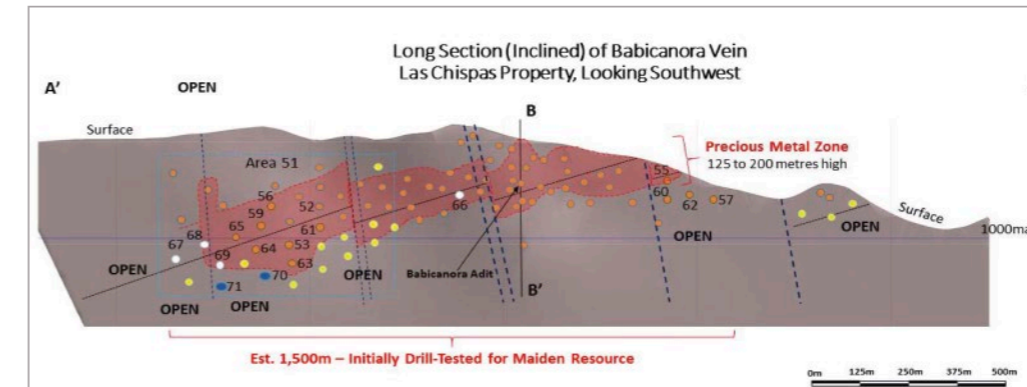 Long Section (Inclined) of Babicanora Vein
Las Chispas Property, Looking Southwest
A’
OPEN
B
Surface
Precious Metal Zone
125 to 200 metres high
Area 51
55
56
60
52
66
62
57
59
65
61
Surface
68
OPEN
OPEN
1000ma
67
64
53
69
63
OPEN
OPEN
Babicanora Adit
70
71
B’
OPEN
OPEN
Est. 1,500m – Initially Drill-Tested for Maiden Resource
0m 125m 250m 375m 500m